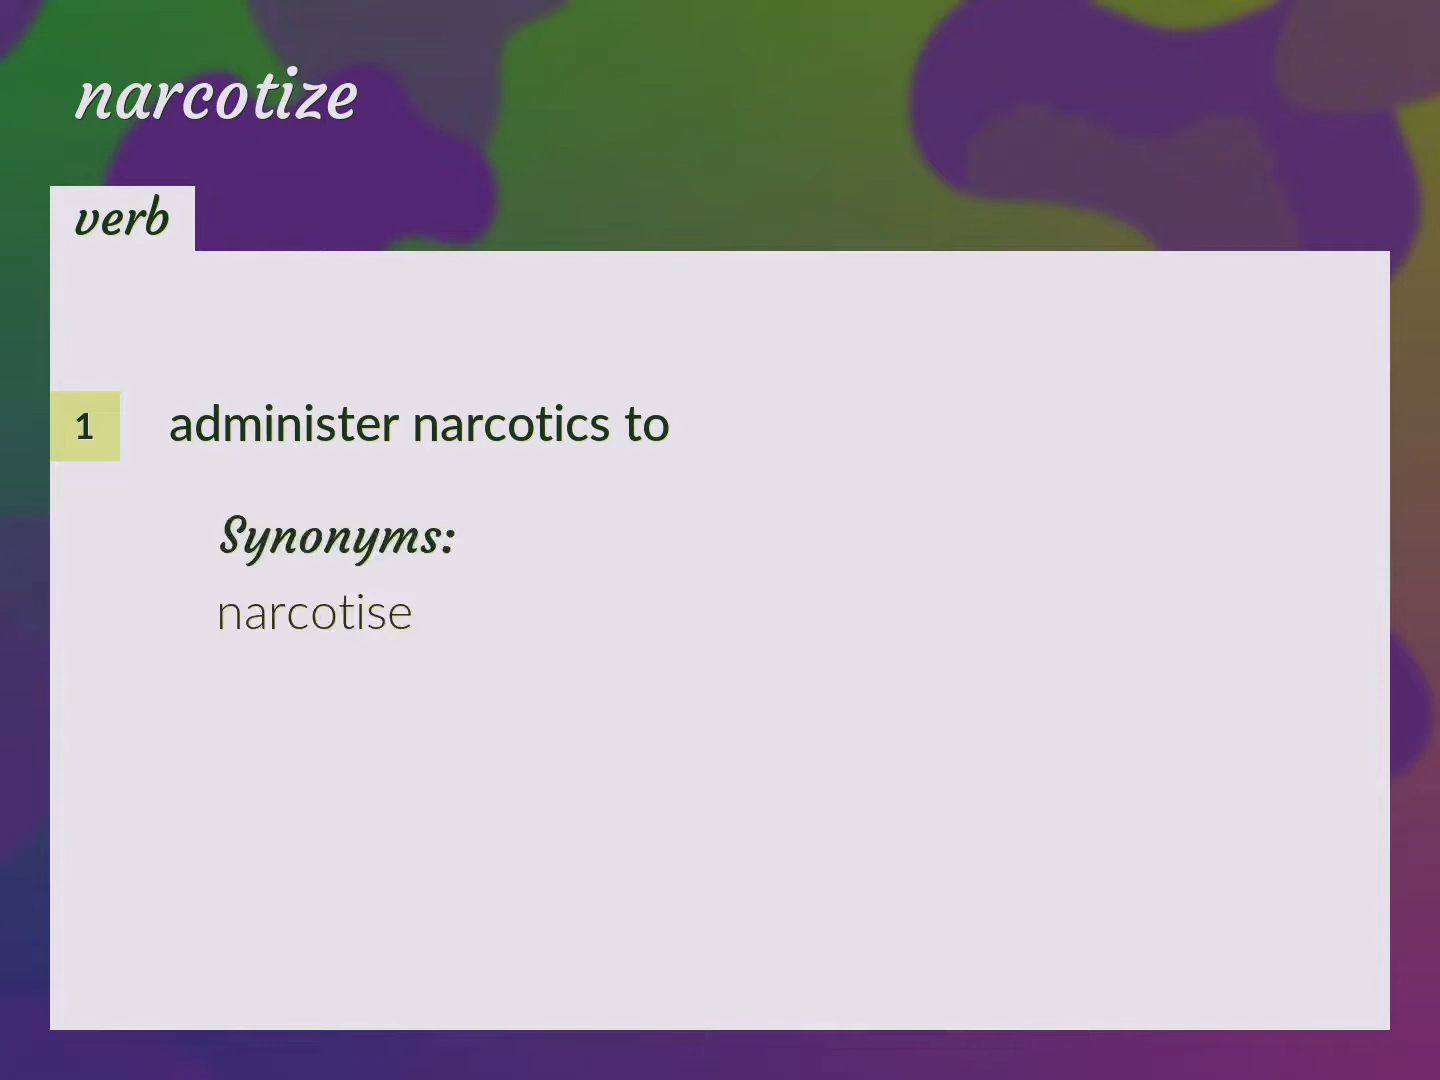 narcotize
verb
1
administer narcotics to
Synonyms:
narcotise